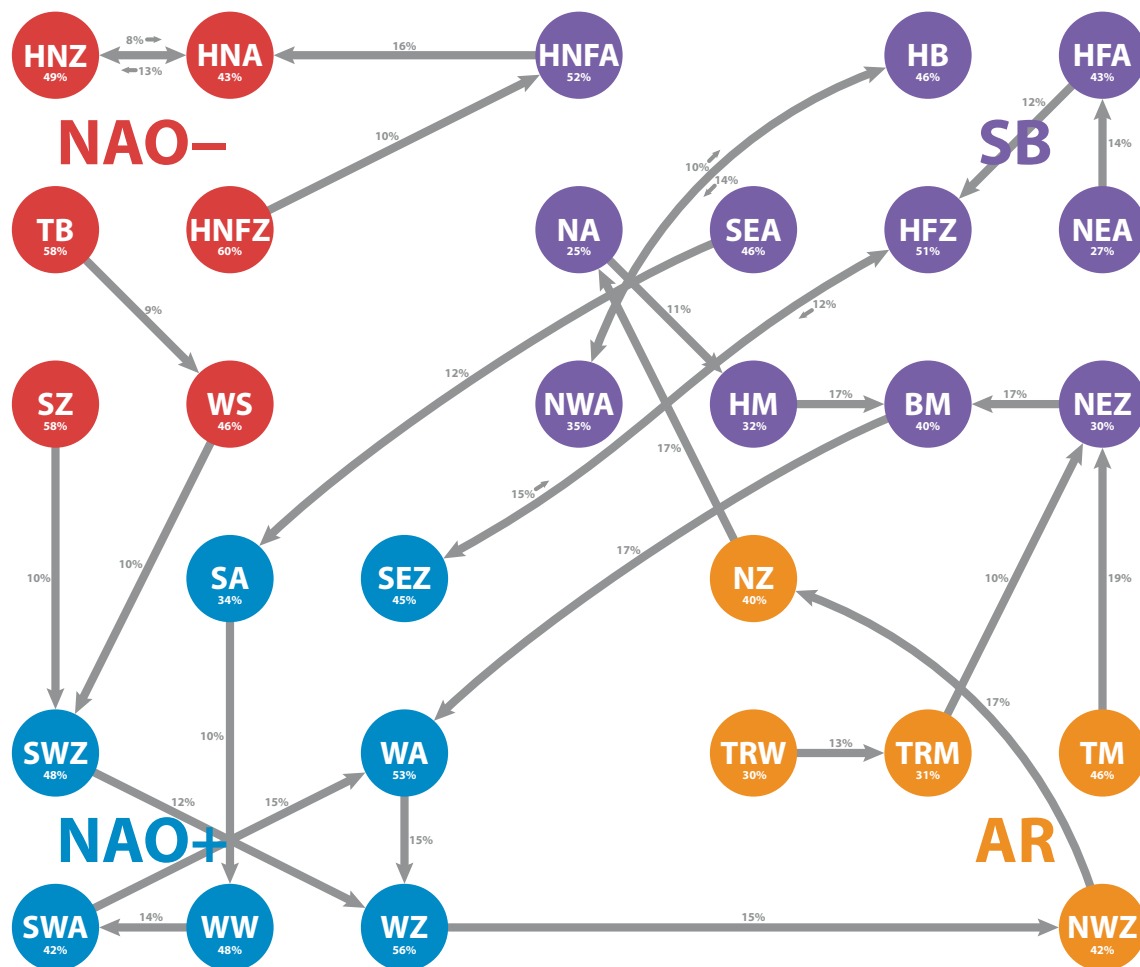 HNZ
49%
8%
13%
HNA
43%
16%
HNFA
52%
HB
46%
HFA
43%
NAO–
10%
12%
SB
14%
10%
14%
TB
58%
HNFZ
60%
NA
25%
SEA
46%
HFZ
51%
NEA
27%
9%
11%
12%
12%
SZ
58%
WS
46%
NWA
35%
HM
32%
17%
BM
40%
17%
NEZ
30%
17%
15%
10%
10%
17%
10%
19%
SA
34%
SEZ
45%
NZ
40%
10%
17%
SWZ
48%
WA
53%
TRW
30%
13%
TRM
31%
TM
46%
12%
15%
15%
NAO+
AR
SWA
42%
14%
WW
48%
WZ
56%
15%
NWZ
42%